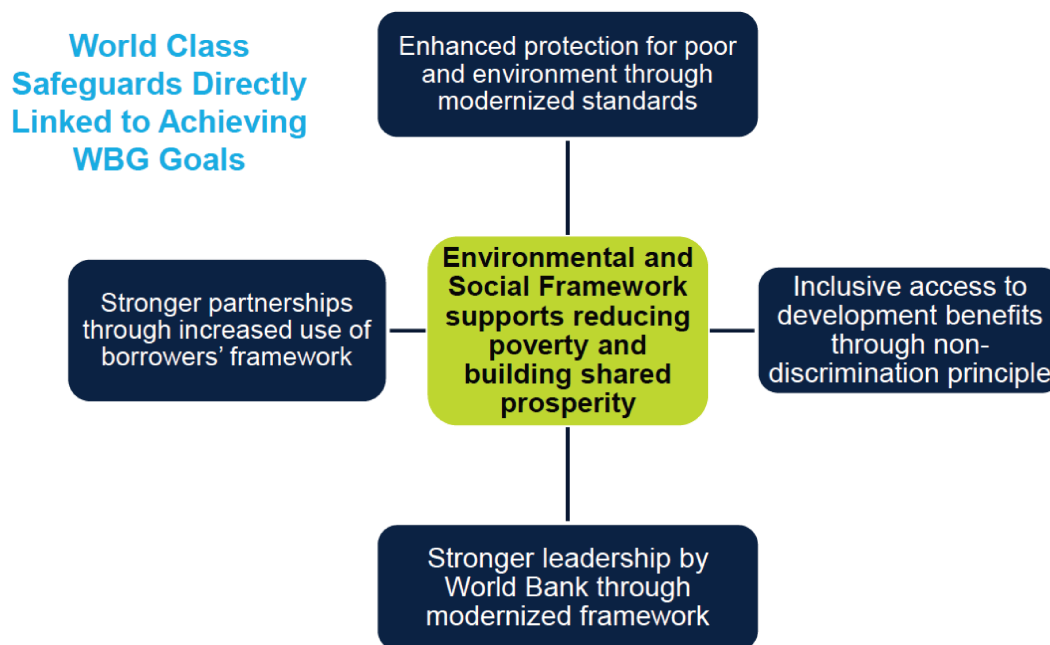 World Class
Safeguards Directly
Linked to Achieving
WBG Goals
Enhanced protection for poor
and environment through
modernized standards
Stronger partnerships
through increased use of
borrowers’ framework
Environmental and
Social Framework
supports reducing
poverty and
building shared
prosperity
Inclusive access to
development benefits
through non-
discrimination principle
Stronger leadership by
World Bank through
modernized framework